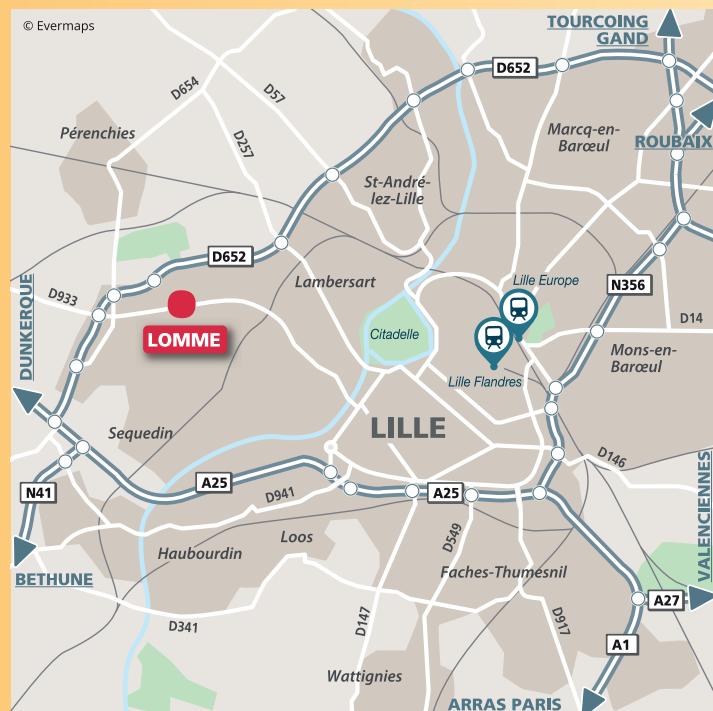 © Evermaps
TOURCOING
GAND
D652
D654
D57
Pérenchies
D257
Marcq-en-
Barœul
ROUBAIX
St-André-
lez-Lille
D652
Lambersart
Lille Europe
N356
D933
DUNKERQUE
LOMME
Citadelle
D14
Mons-en-
Barœul
Lille Flandres
Sequedin
LILLE
D146
VALENCIENNES
A25
N41
D941
A25
D549
Loos
Haubourdin
BETHUNE
Faches-Thumesnil
A27
D341
D147
D917
A1
Wattignies
ARRAS PARIS